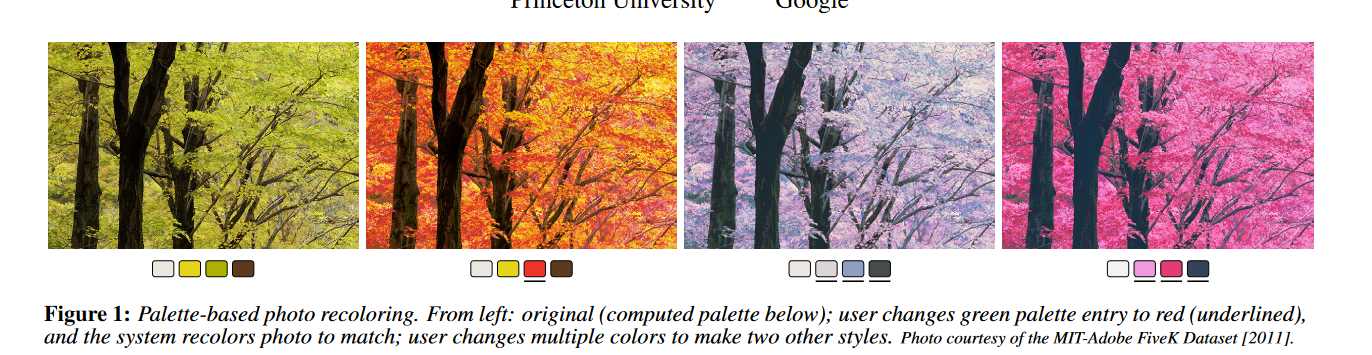 Princeton University Google
Figure 1: Palette-based photo recoloring. From left: original (computed palette below); user changes green palette entry to red (underlined),
and the system recolors photo to match; user changes multiple colors to make two other styles. Photo courtesy of the MIT-Adobe FiveK Dataset [2011].